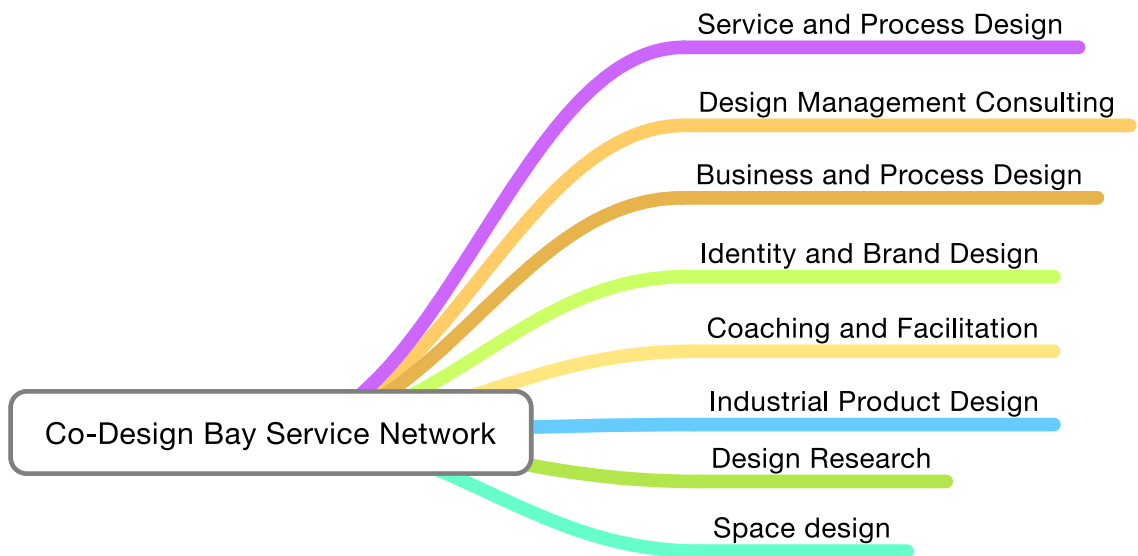 Service and Process Design
Design Management Consulting
Business and Process Design
Identity and Brand Design
Coaching and Facilitation
Industrial Product Design
Co-Design Bay Service Network
Design Research
Space design